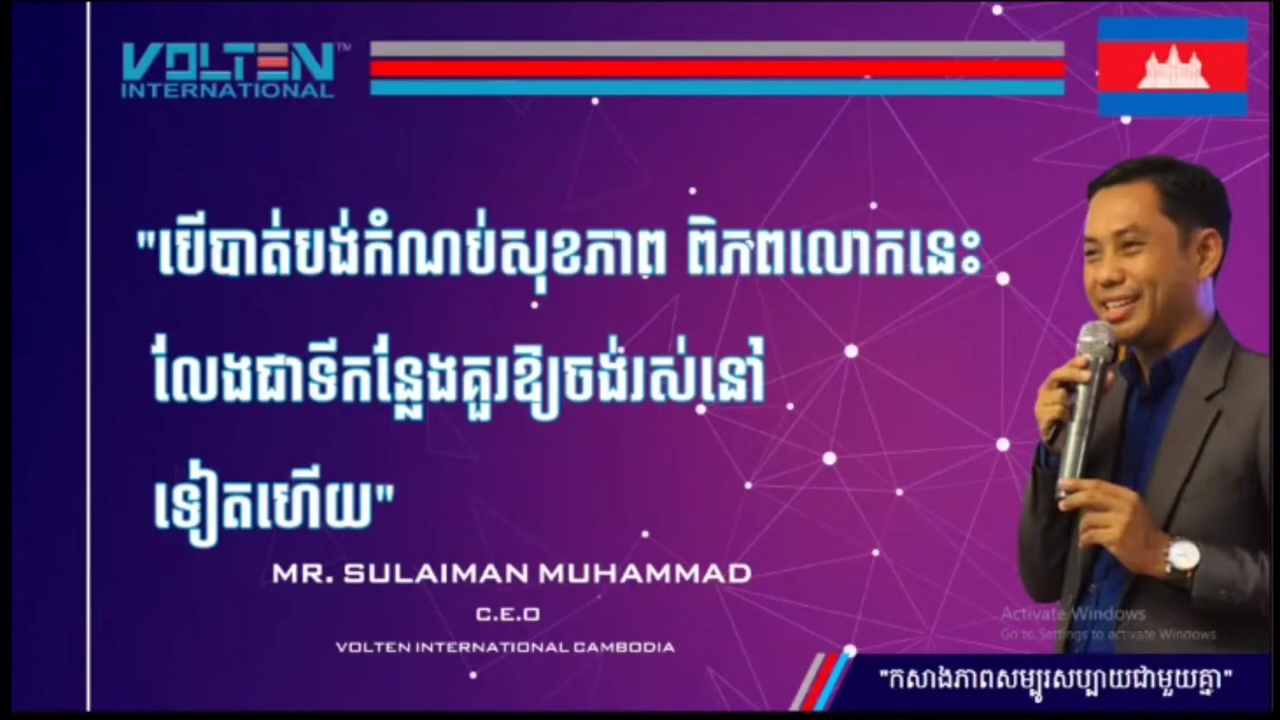 VOLTEN™
INTERNATIONAL
"បើបាត់បង់កំណប់សុខភាព ពិភពលោកនេះ
លែងជាទីកន្លែងគួរឱ្យចង់រស់នៅ
ទៀតហើយ"
MR. SULAIMAN MUHAMMAD
C.E.O
VOLTEN INTERNATIONAL CAMBODIA
Activate Windows
Go to Settings to activate Windows
"កសាងភាពសម្បូរសប្បាយជាមួយគ្នា"